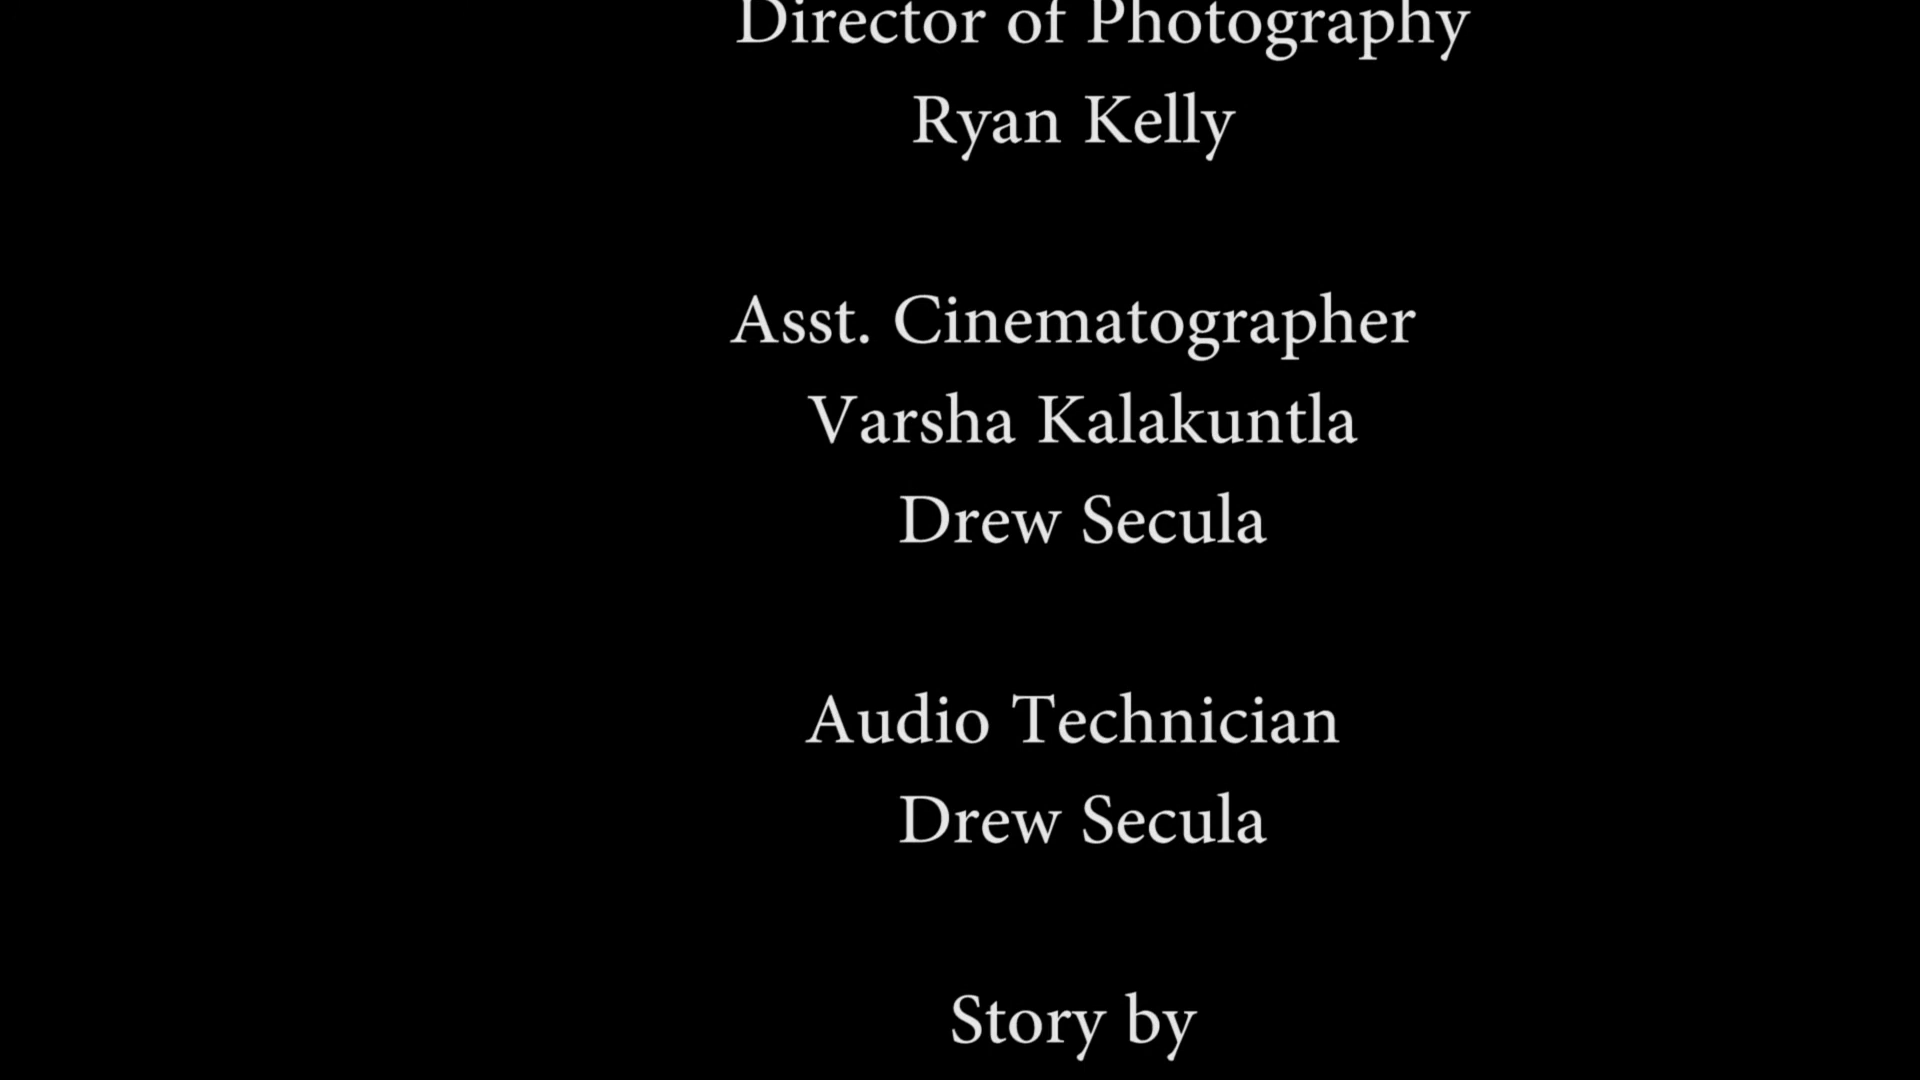 Director of Photography
Ryan Kelly
Asst. Cinematographer
Varsha Kalakuntla
Drew Secula
Audio Technician
Drew Secula
Story by